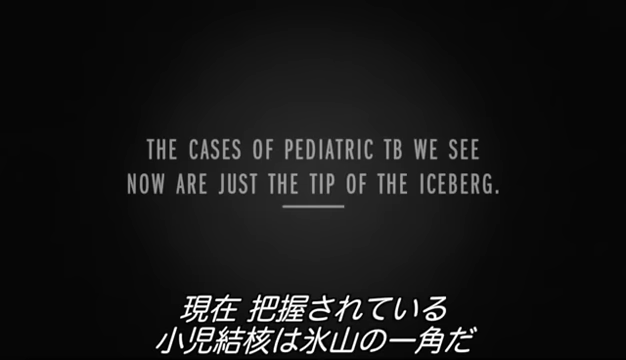 THE CASES OF PEDIATRIC TB WE SEE
NOW ARE JUST THE TIP OF THE ICEBERG.
現在 把握されている
小児結核は氷山の一角だ